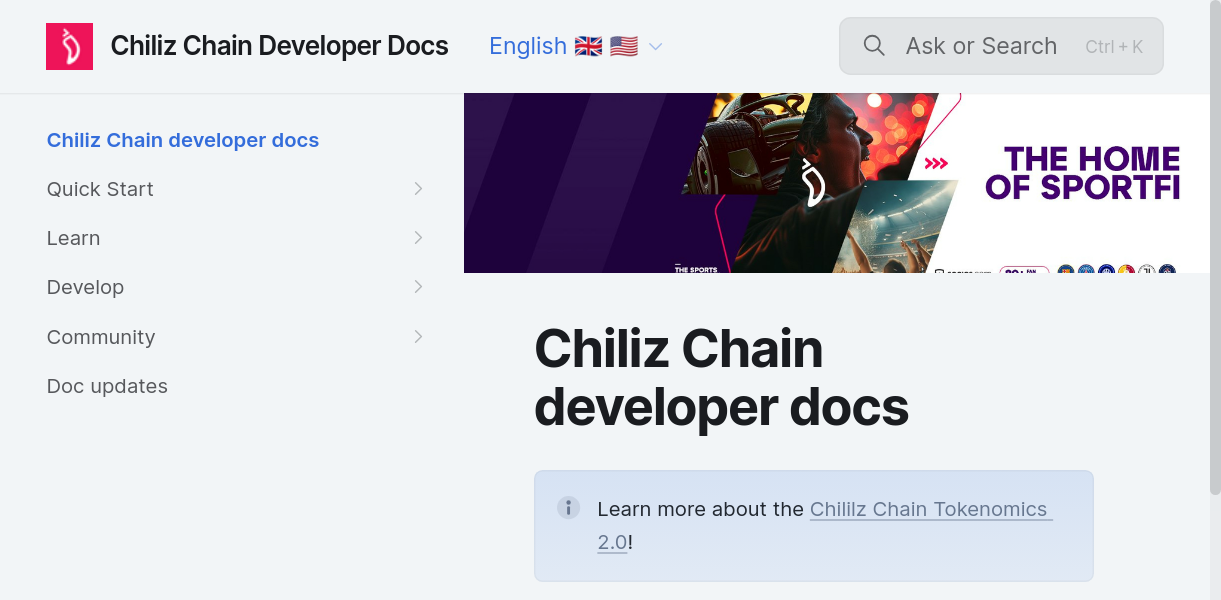 Chiliz Chain Developer Docs
English 🇬🇧 🇺🇸
Ask or Search
Ctrl + K
Chiliz Chain developer docs
Quick Start
Learn
Develop
Community
Doc updates
THE HOME
OF SPORTFI
THE SPORTS
Chiliz Chain
developer docs
Learn more about the Chililz Chain Tokenomics
2.0!